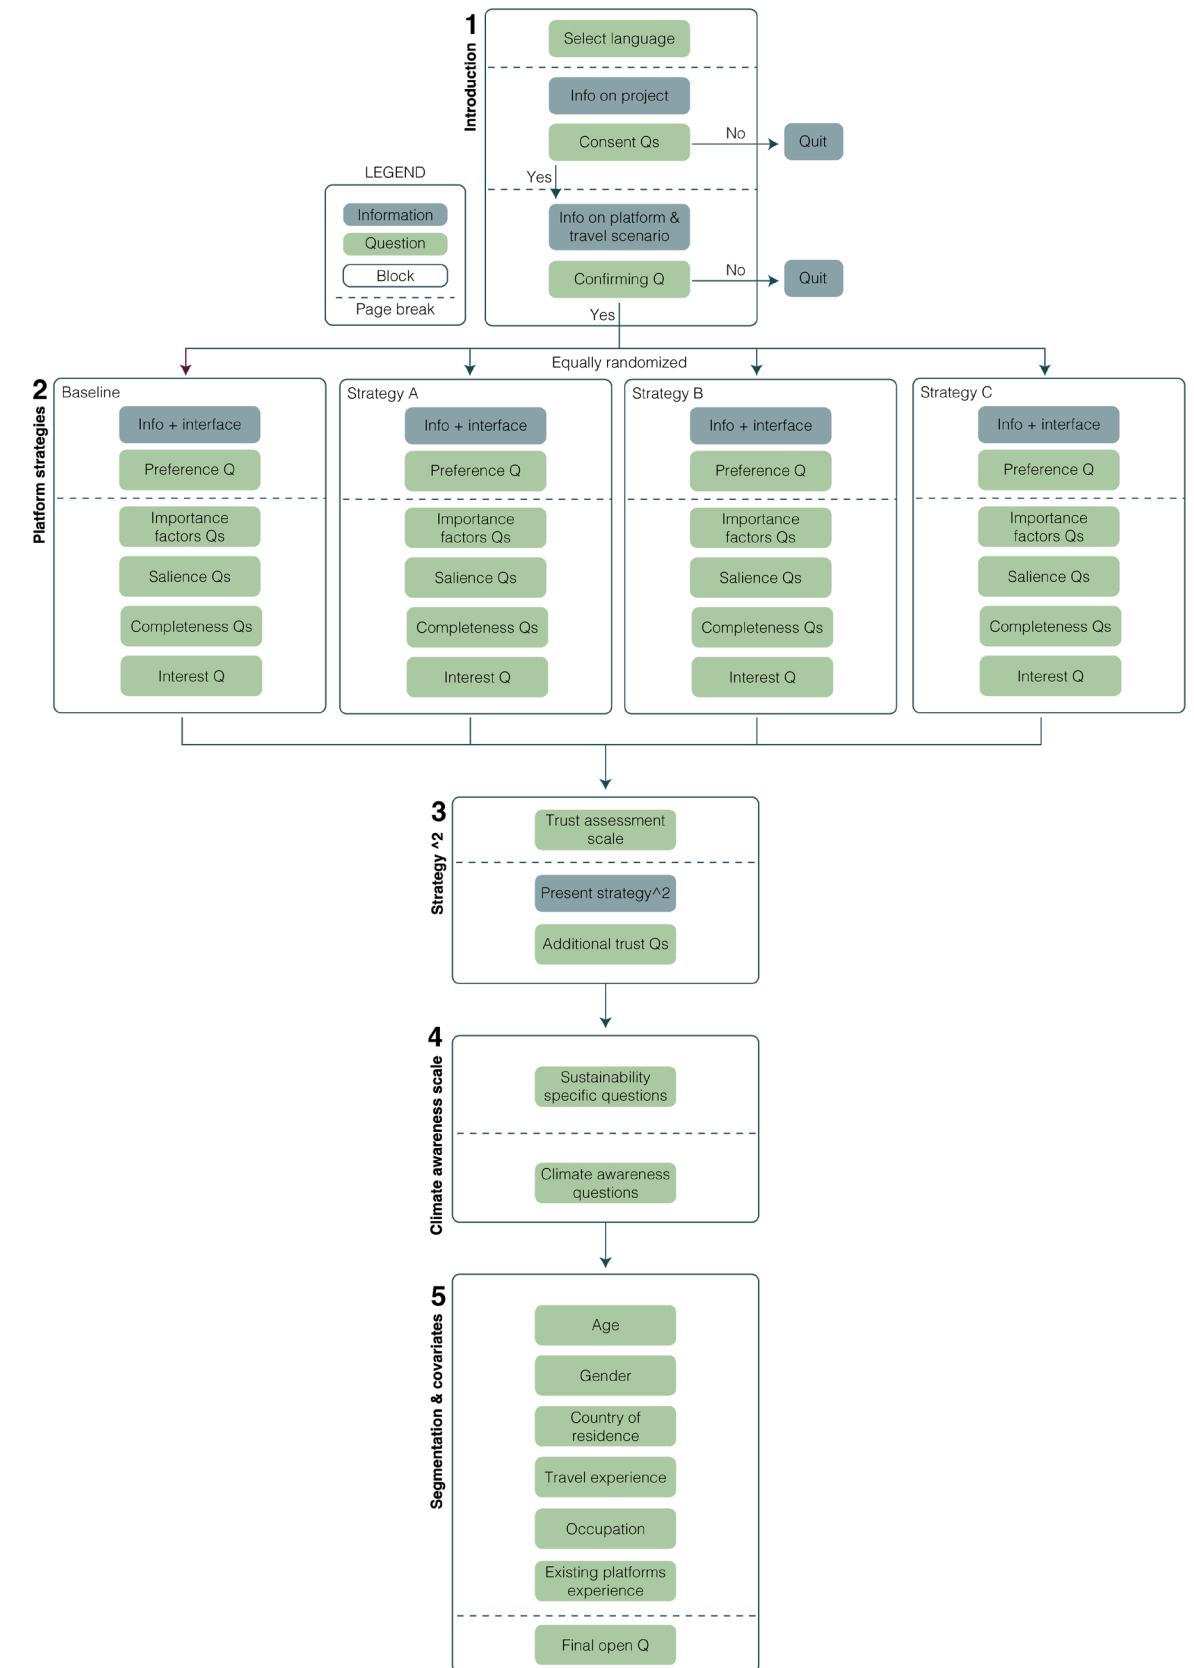 1
Introduction
Select language
Info on project
Consent Qs
No
Quit
Yes
Info on platform &
travel scenario
Confirming Q
No
Quit
Yes
LEGEND
Information
Question
Block
Page break
Equally randomized
2
Platform strategies
Baseline
Info + interface
Preference Q
Importance
factors Qs
Salience Qs
Completeness Qs
Interest Q
Strategy A
Info + interface
Preference Q
Importance
factors Qs
Salience Qs
Completeness Qs
Interest Q
Strategy B
Info + interface
Preference Q
Importance
factors Qs
Salience Qs
Completeness Qs
Interest Q
Strategy C
Info + interface
Preference Q
Importance
factors Qs
Salience Qs
Completeness Qs
Interest Q
3
Strategy ^2
Trust assessment
scale
Present strategy^2
Additional trust Qs
4
Climate awareness scale
Sustainability
specific questions
Climate awareness
questions
5
Segmentation & covariates
Age
Gender
Country of
residence
Travel experience
Occupation
Existing platforms
experience
Final open Q